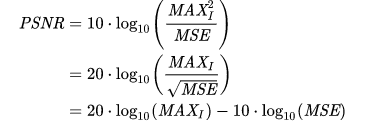 PSNR = 10 · log₁₀(MAX_I² / MSE)
= 20 · log₁₀(MAX_I / √MSE)
= 20 · log₁₀(MAX_I) − 10 · log₁₀(MSE)